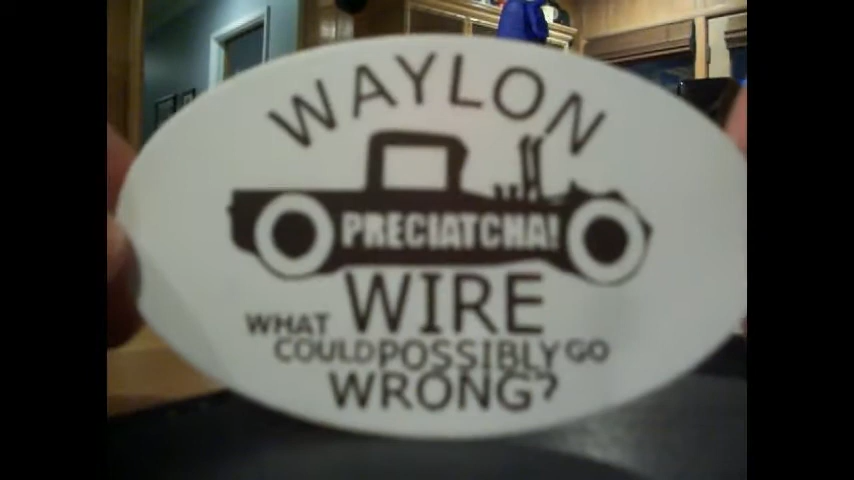 WAYLON
PRECIATCHA!
WIRE
WHAT
COULD POSSIBLY GO
WRONG?